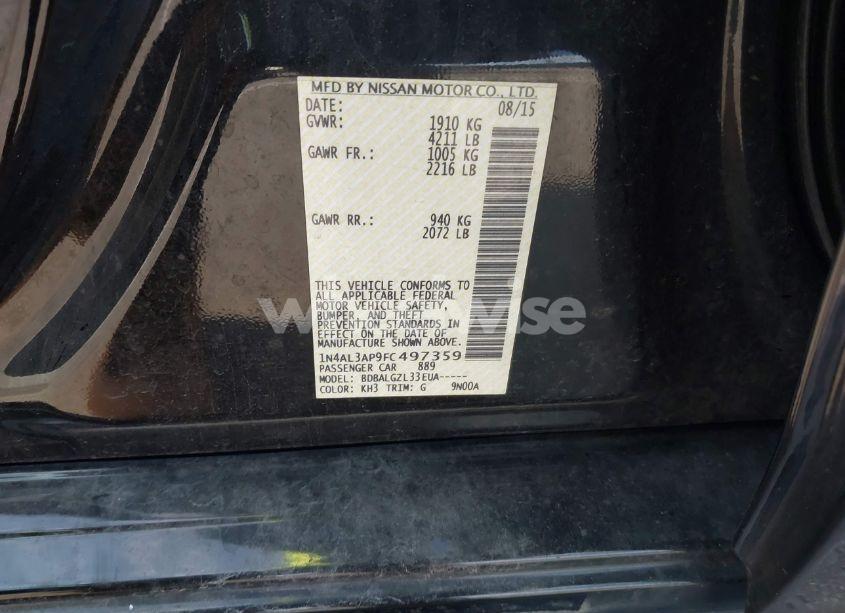 MFD BY NISSAN MOTOR CO., LTD.
DATE: 08/15
GVWR: 1910 KG
4211 LB
GAWR FR.: 1005 KG
2216 LB
GAWR RR.: 940 KG
2072 LB
THIS VEHICLE CONFORMS TO
ALL APPLICABLE FEDERAL
MOTOR VEHICLE SAFETY,
BUMPER, AND THEFT
PREVENTION STANDARDS IN
EFFECT ON THE DATE OF
MANUFACTURE SHOWN ABOVE.
1N4AL3AP9FC497359
PASSENGER CAR 889
MODEL: BDBALGZL33EUA-----
COLOR: KH3 TRIM: G 9N00A